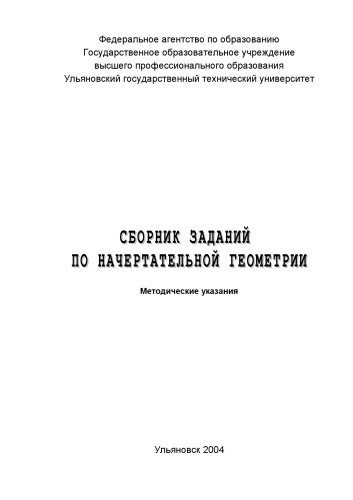 Федеральное агентство по образованию
Государственное образовательное учреждение
высшего профессионального образования
Ульяновский государственный технический университет
СБОРНИК ЗАДАНИЙ
ПО НАЧЕРТАТЕЛЬНОЙ ГЕОМЕТРИИ
Методические указания
Ульяновск 2004